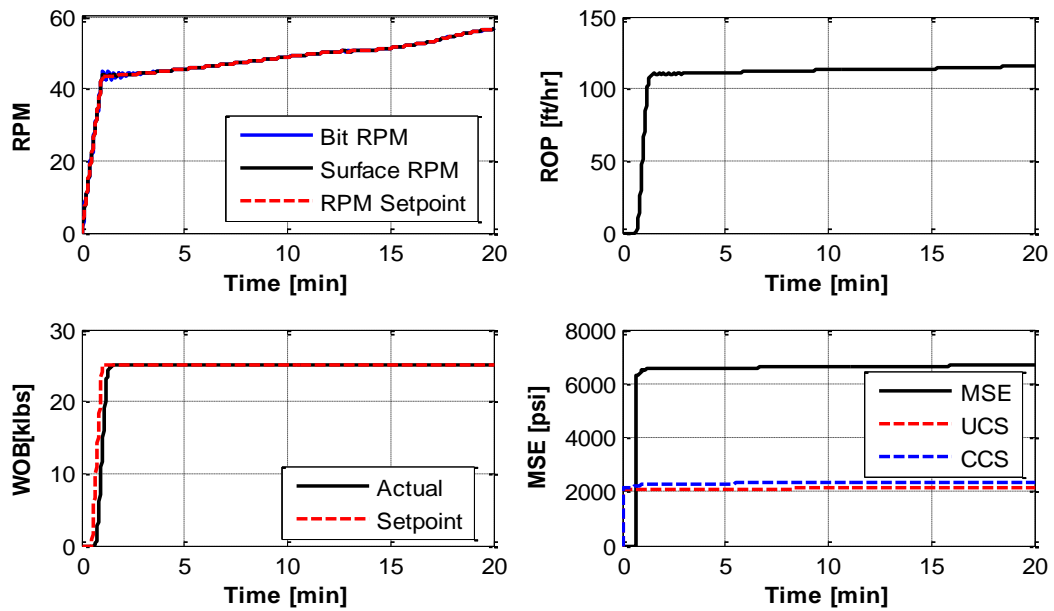 60
40
20
0
RPM
Bit RPM
Surface RPM
RPM Setpoint
0 5 10 15 20
Time [min]
150
100
50
0
ROP [ft/hr]
0 5 10 15 20
Time [min]
30
20
10
0
WOB[klbs]
Actual
Setpoint
0 5 10 15 20
Time [min]
8000
6000
4000
2000
0
MSE [psi]
MSE
UCS
CCS
0 5 10 15 20
Time [min]